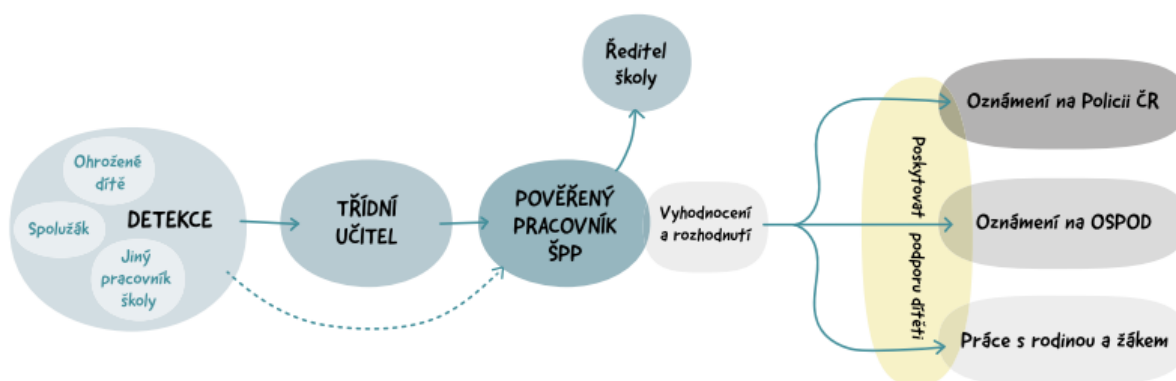 Ohrožené
dítě
Spolužák
DETEKCE
Jiný
pracovník
školy
TŘÍDNÍ
UČITEL
POVĚŘENÝ
PRACOVNÍK
ŠPP
Ředitel
školy
Vyhodnocení
a rozhodnutí
Poskytovat podporu dítěti
Oznámení na Policii ČR
Oznámení na OSPOD
Práce s rodinou a žákem